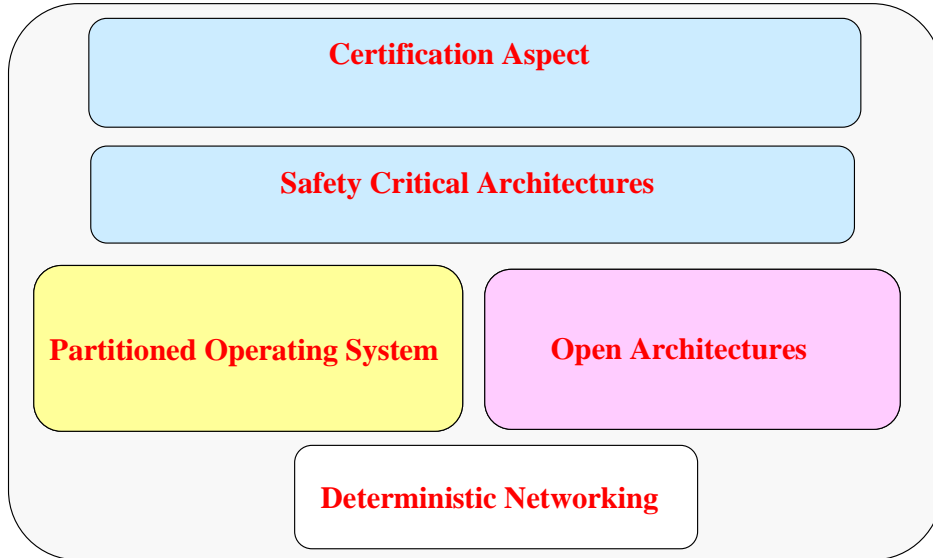 Certification Aspect
Safety Critical Architectures
Partitioned Operating System
Open Architectures
Deterministic Networking